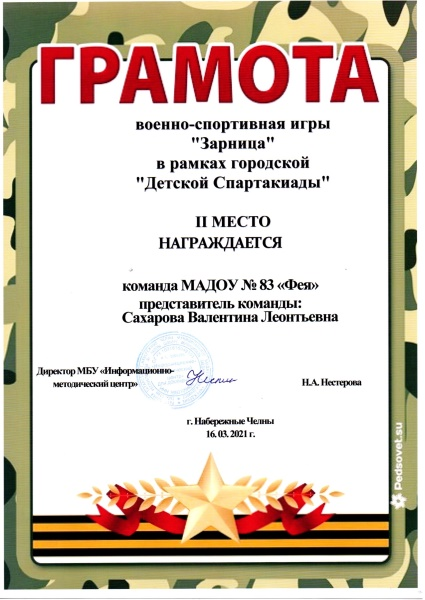 ГРАМОТА
военно-спортивная игры
"Зарница"
в рамках городской
"Детской Спартакиады"
II МЕСТО
НАГРАЖДАЕТСЯ
команда МАДОУ № 83 «Фея»
представитель команды:
Сахарова Валентина Леонтьевна
Директор МБУ «Информационно-
методический центр»
Н.А. Нестерова
г. Набережные Челны
16. 03. 2021 г.
Pedsovet.su